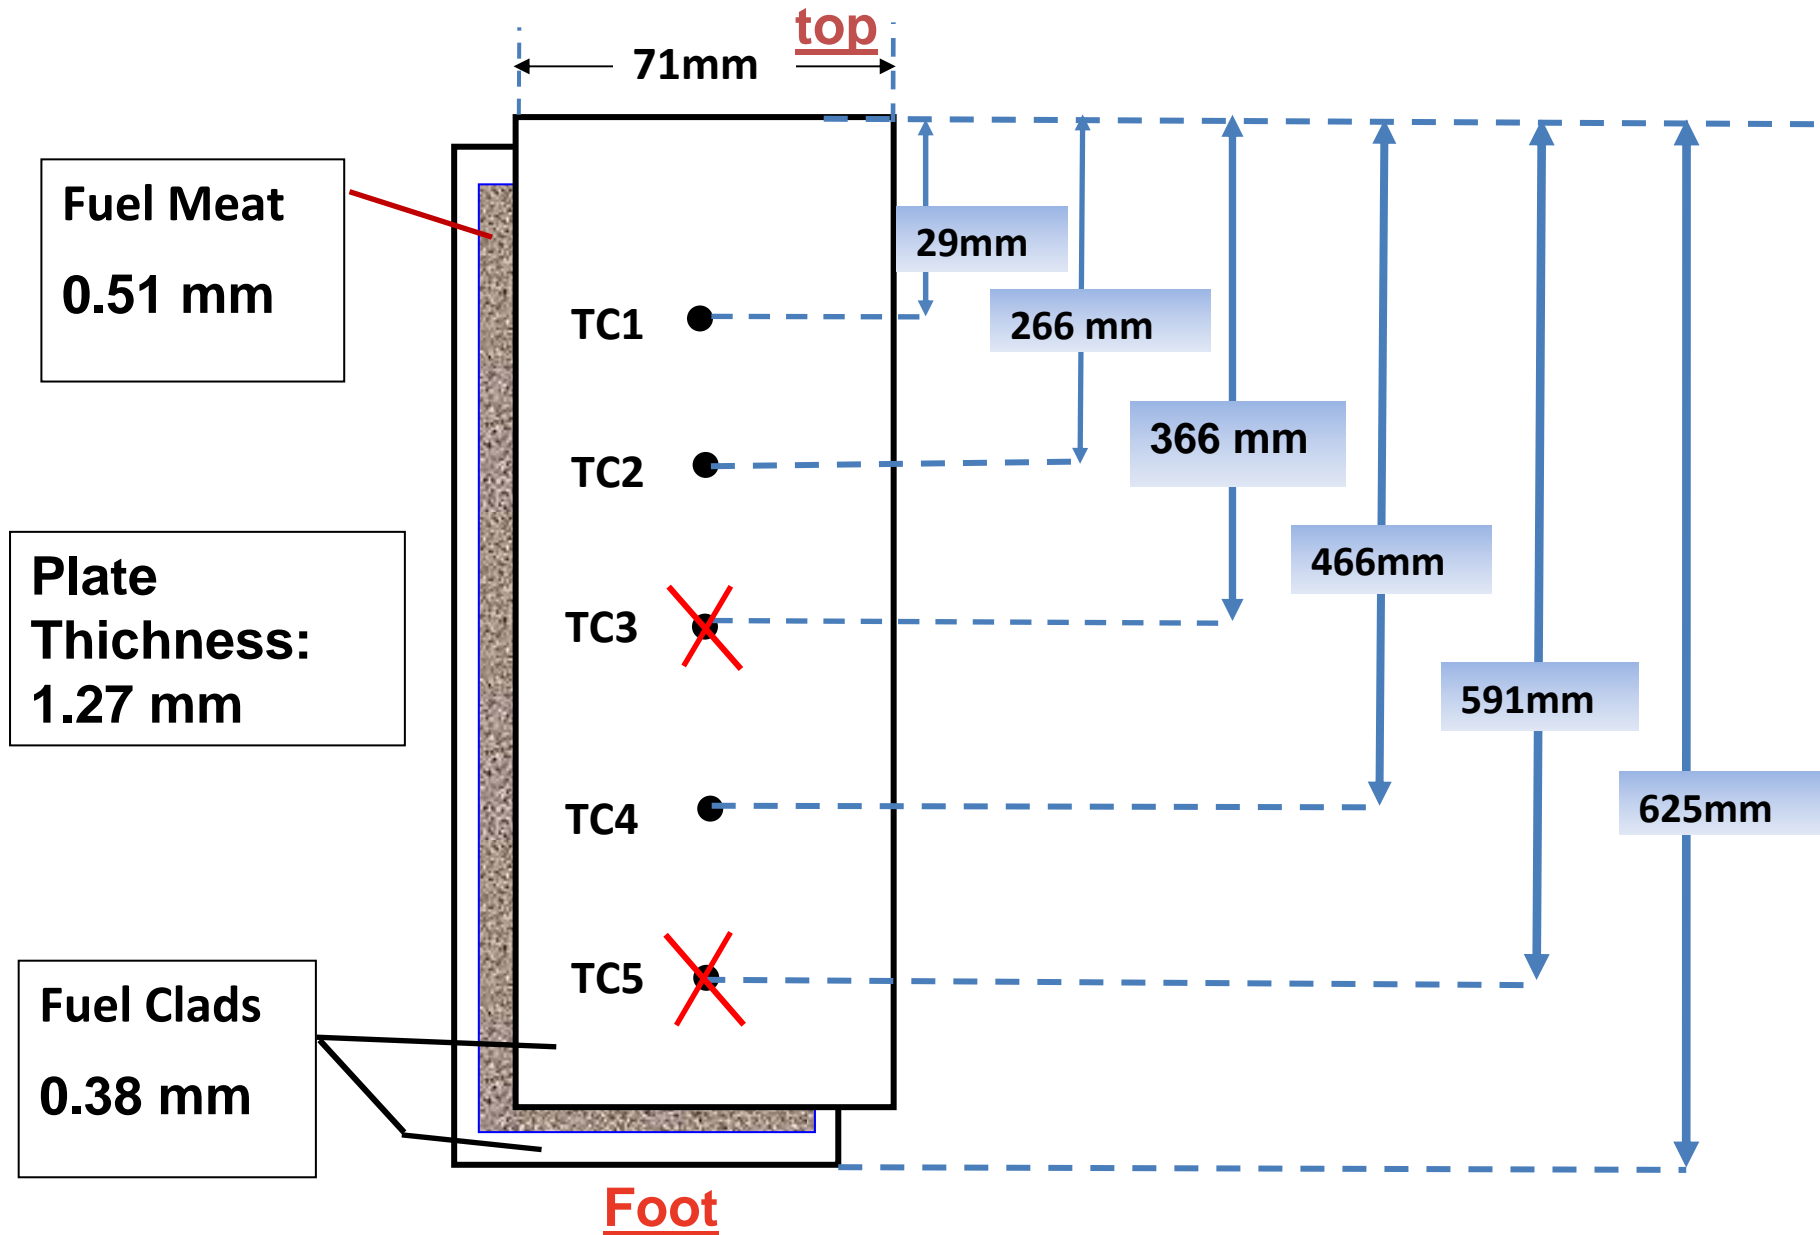 top
71mm
Fuel Meat
0.51 mm
29mm
266 mm
TC1
366 mm
TC2
466mm
Plate
Thichness:
1.27 mm
TC3
591mm
625mm
TC4
TC5
Fuel Clads
0.38 mm
Foot